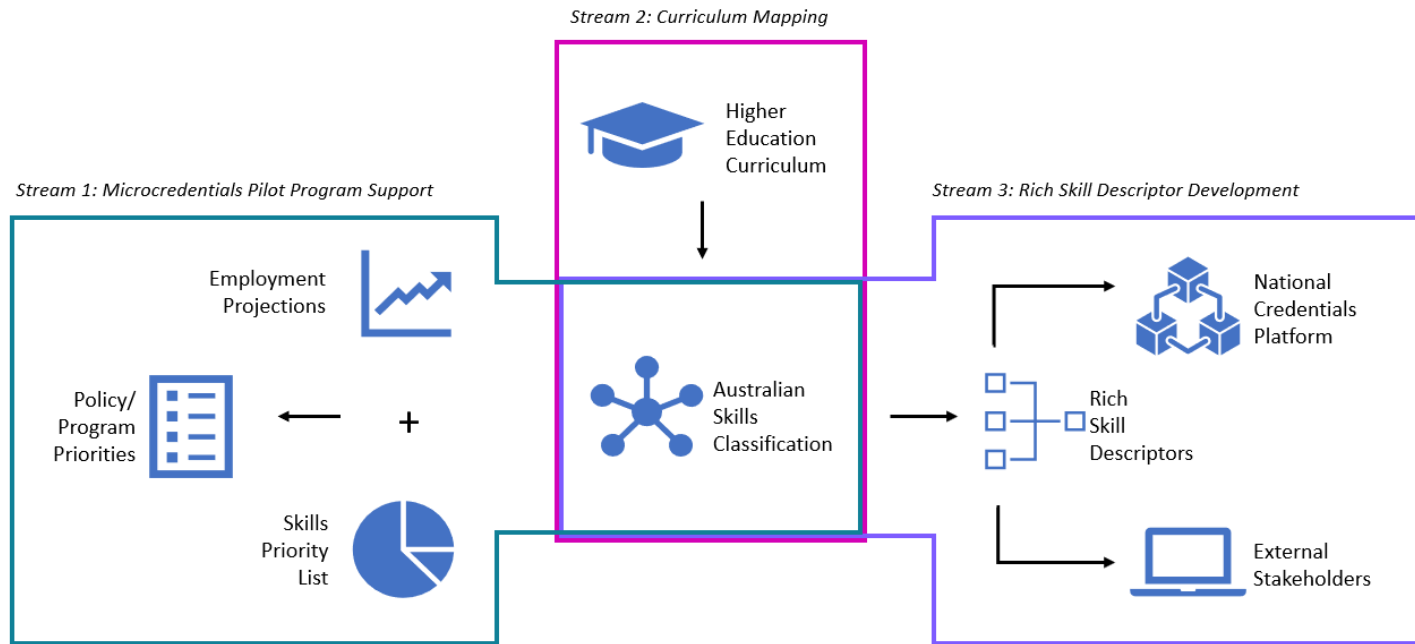 Stream 2: Curriculum Mapping
Higher
Education
Curriculum
Stream 1: Microcredentials Pilot Program Support
Employment
Projections
Policy/
Program
Priorities
+
Skills
Priority
List
Australian
Skills
Classification
Stream 3: Rich Skill Descriptor Development
National
Credentials
Platform
Rich
Skill
Descriptors
External
Stakeholders